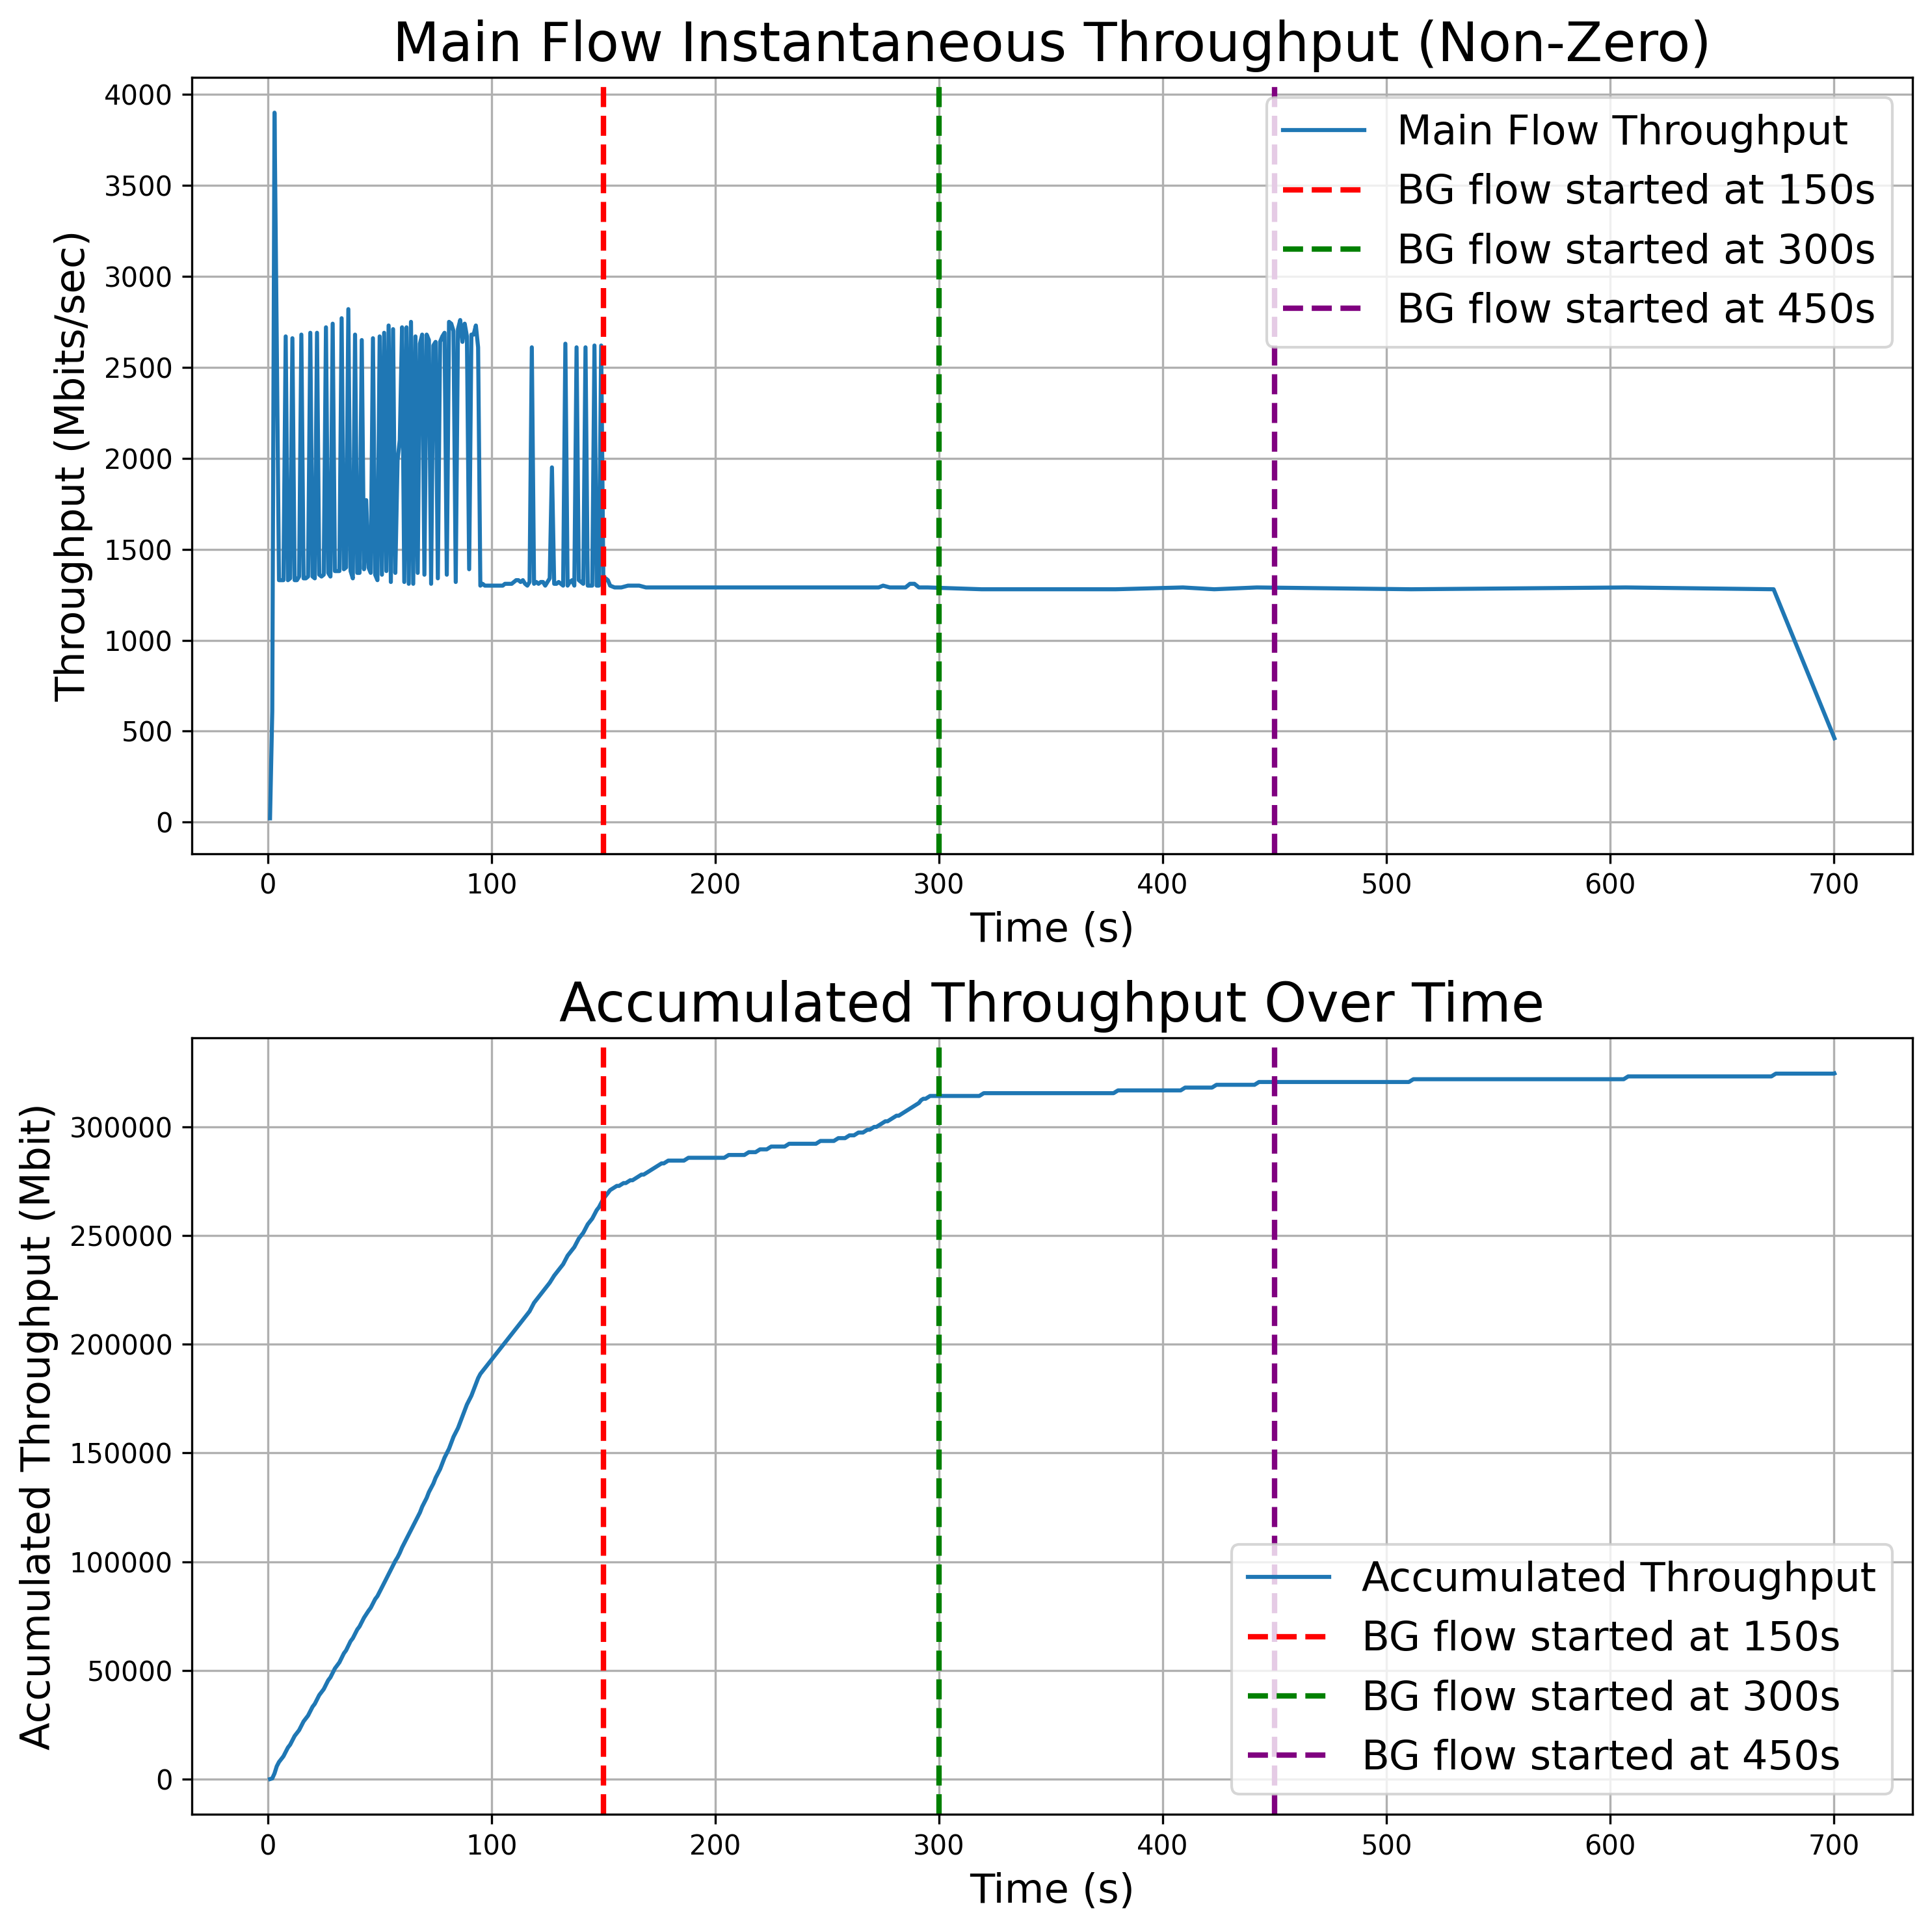 Main Flow Instantaneous Throughput (Non-Zero)
4000
3500
3000
2500
2000
1500
1000
500
0
Throughput (Mbits/sec)
Main Flow Throughput
BG flow started at 150s
BG flow started at 300s
BG flow started at 450s
0 100 200 300 400 500 600 700
Time (s)
Accumulated Throughput Over Time
300000
250000
200000
150000
100000
50000
0
Accumulated Throughput (Mbit)
Accumulated Throughput
BG flow started at 150s
BG flow started at 300s
BG flow started at 450s
0 100 200 300 400 500 600 700
Time (s)